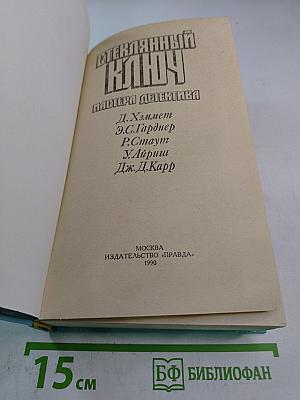 СТЕКЛЯННЫЙ
КЛЮЧ
МАСТЕРА ДЕТЕКТИВА
Д.Хэммет
Э.С.Гарднер
Р.Стаут
У.Айриш
Дж.Д.Карр
МОСКВА
ИЗДАТЕЛЬСТВО «ПРАВДА»
1990
15 см
БФ БИБЛИОФАН